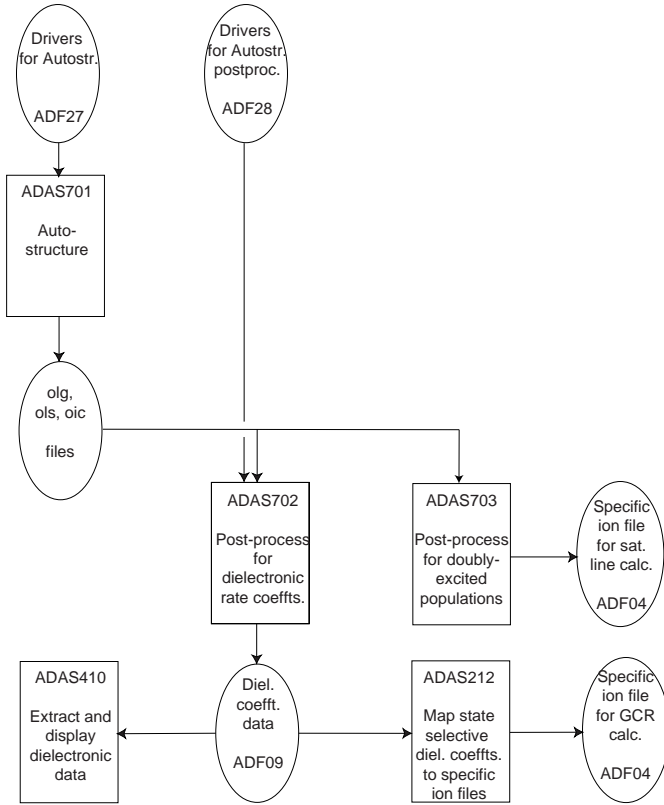 Drivers
for Autostr.
ADF27
Drivers
for Autostr.
postproc.
ADF28
ADAS701
Auto-
structure
olg,
ols, oic
files
ADAS702
Post-process
for
dielectronic
rate coeffts.
ADAS703
Post-process
for doubly-
excited
populations
Specific
ion file
for sat.
line calc.
ADF04
ADAS410
Extract and
display
dielectronic
data
Diel.
coefft.
data
ADF09
ADAS212
Map state
selective
diel. coeffts.
to specific
ion files
Specific
ion file
for GCR
calc.
ADF04